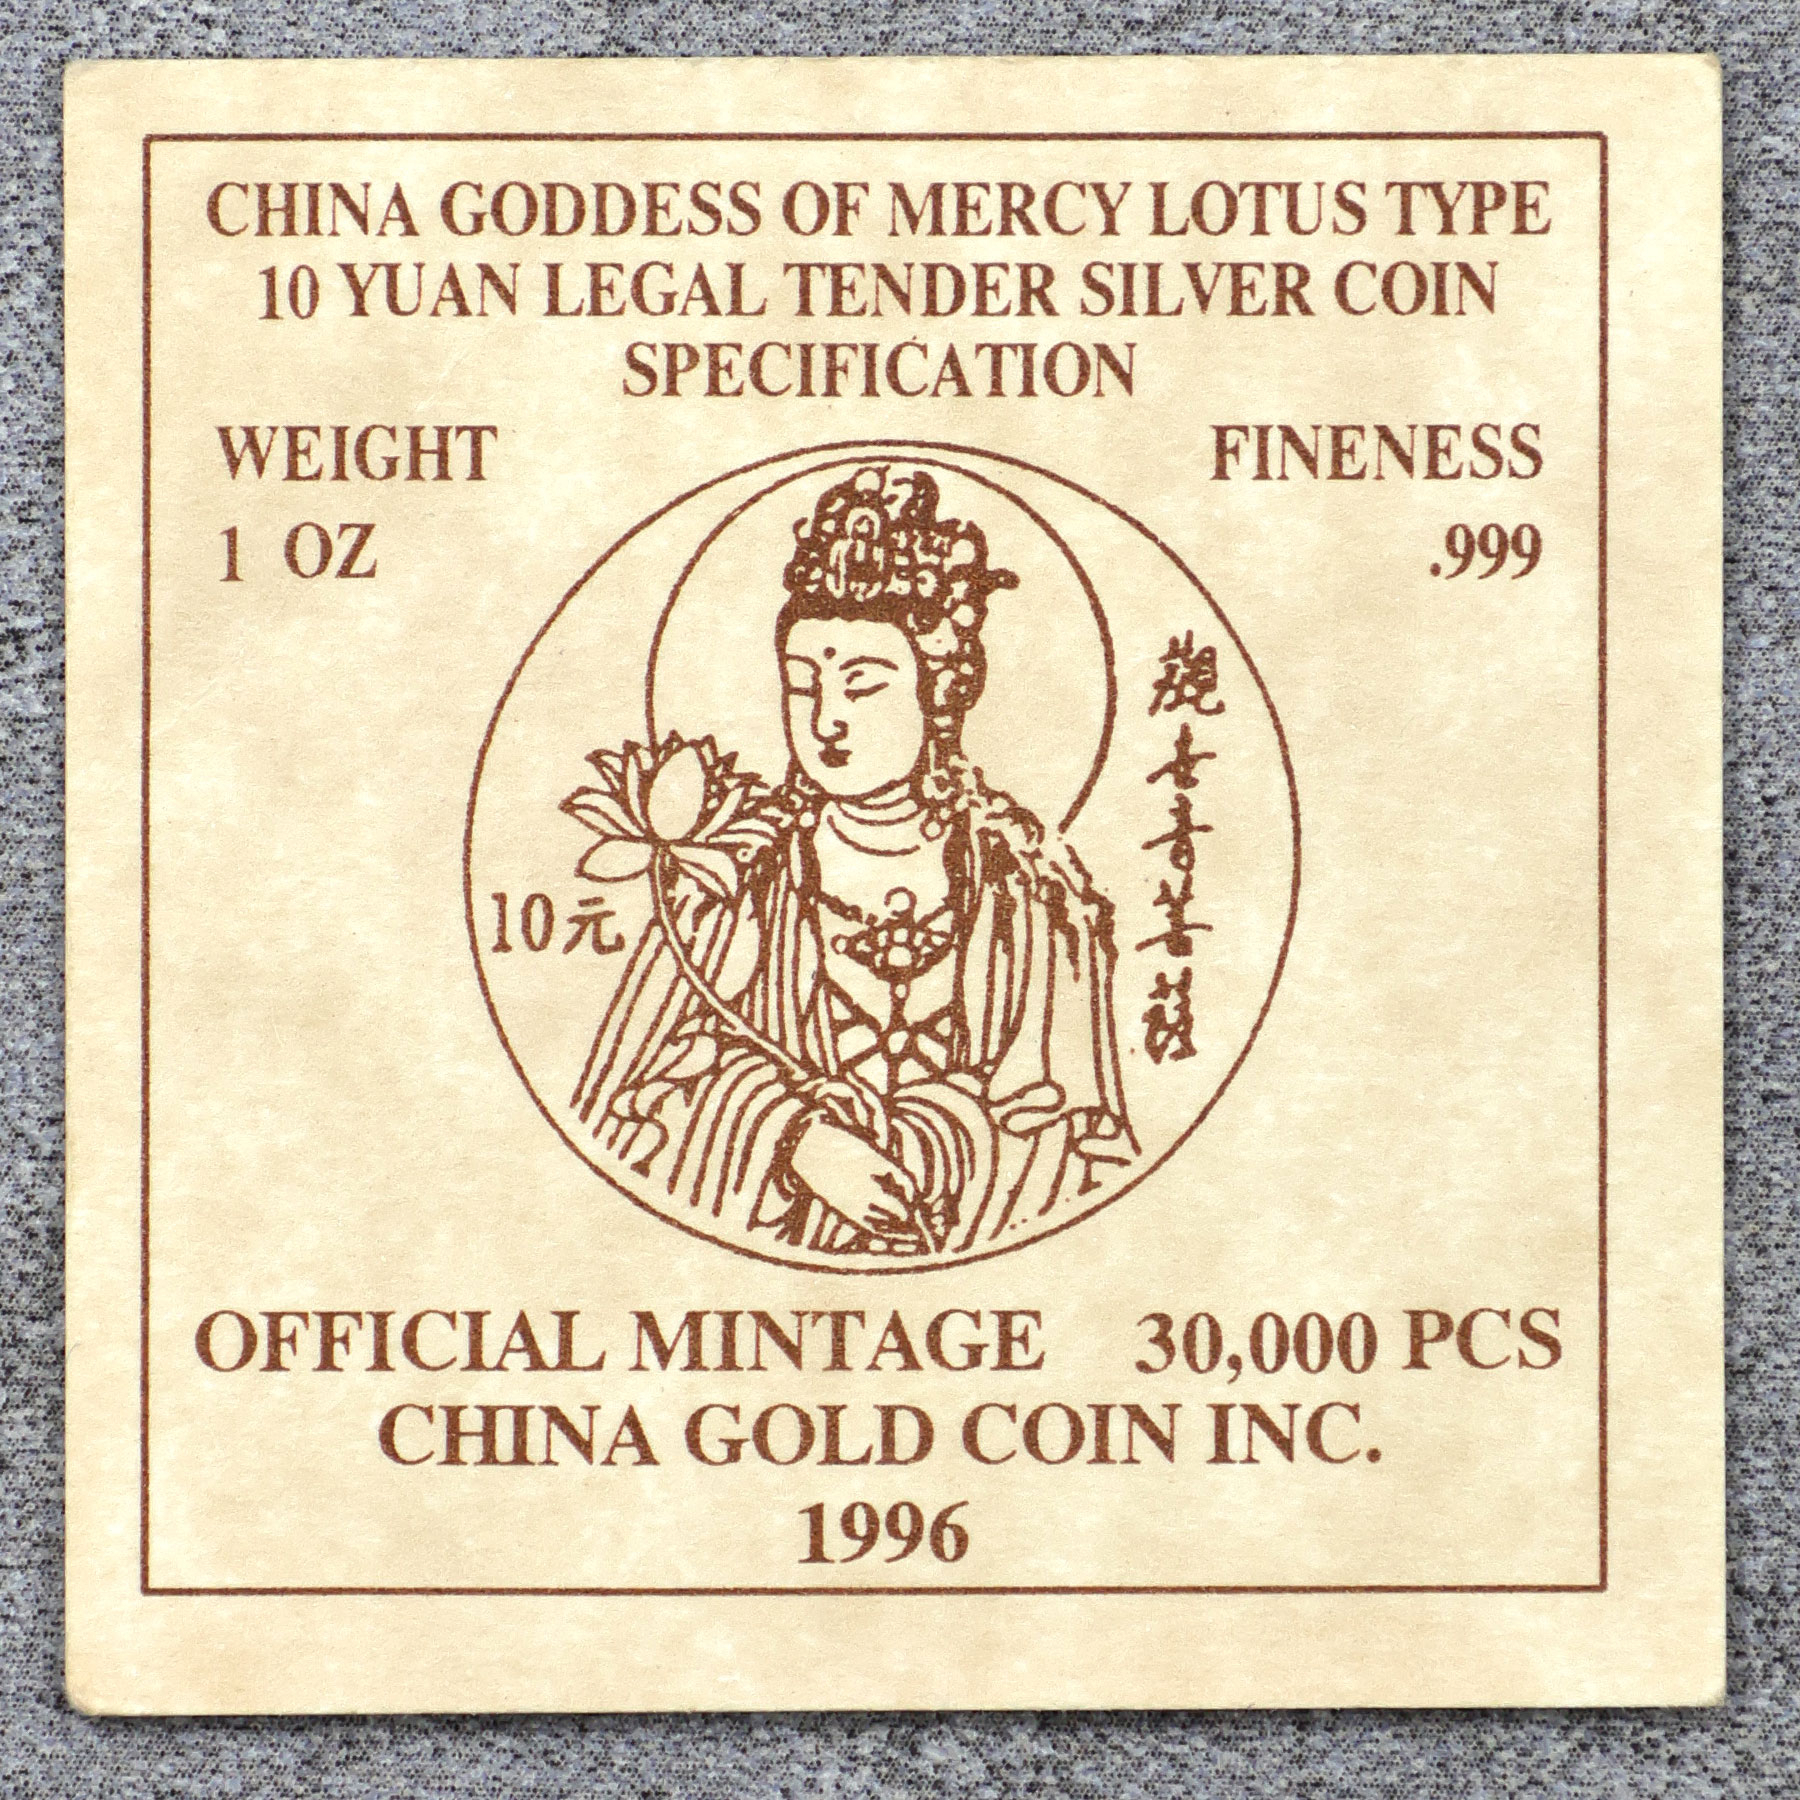 CHINA GODDESS OF MERCY LOTUS TYPE
10 YUAN LEGAL TENDER SILVER COIN
SPECIFICATION
WEIGHT FINENESS
1 OZ .999
觀世音菩薩
10元
OFFICIAL MINTAGE 30,000 PCS
CHINA GOLD COIN INC.
1996